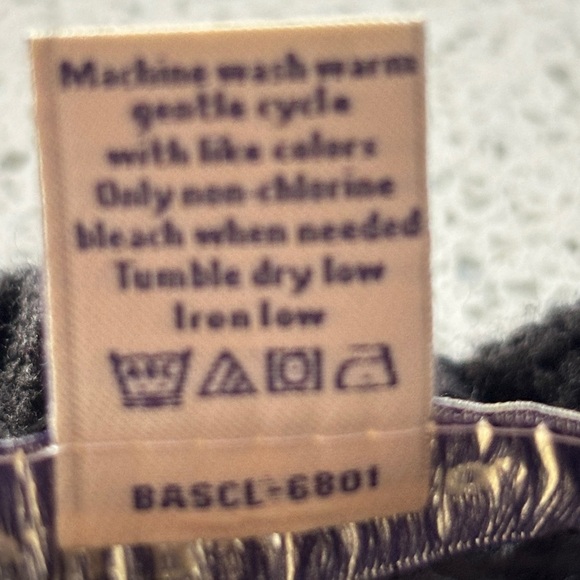 Machine wash warm
gentle cycle
with like colors
Only non-chlorine
bleach when needed
Tumble dry low
Iron low
BASCL-6801